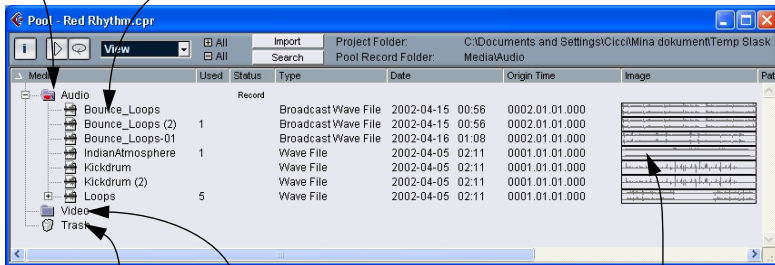 Pool - Red Rhythm.cpr
i View All Import Project Folder: C:\Documents and Settings\Cicci\Mina dokument\Temp Slask
All Search Pool Record Folder: Media\Audio
Media Used Status Type Date Origin Time Image Pat
Audio Record
Bounce_Loops Broadcast Wave File 2002-04-15 00:56 0002.01.01.000
Bounce_Loops (2) 1 Broadcast Wave File 2002-04-15 00:56 0002.01.01.000
Bounce_Loops-01 Broadcast Wave File 2002-04-16 01:08 0002.01.01.000
IndianAtmosphere 1 Wave File 2002-04-05 02:11 0001.01.01.000
Kickdrum Wave File 2002-04-05 02:11 0001.01.01.000
Kickdrum (2) Wave File 2002-04-05 02:11 0001.01.01.000
Loops 5 Wave File 2002-04-05 02:11 0001.01.01.000
Video
Trash